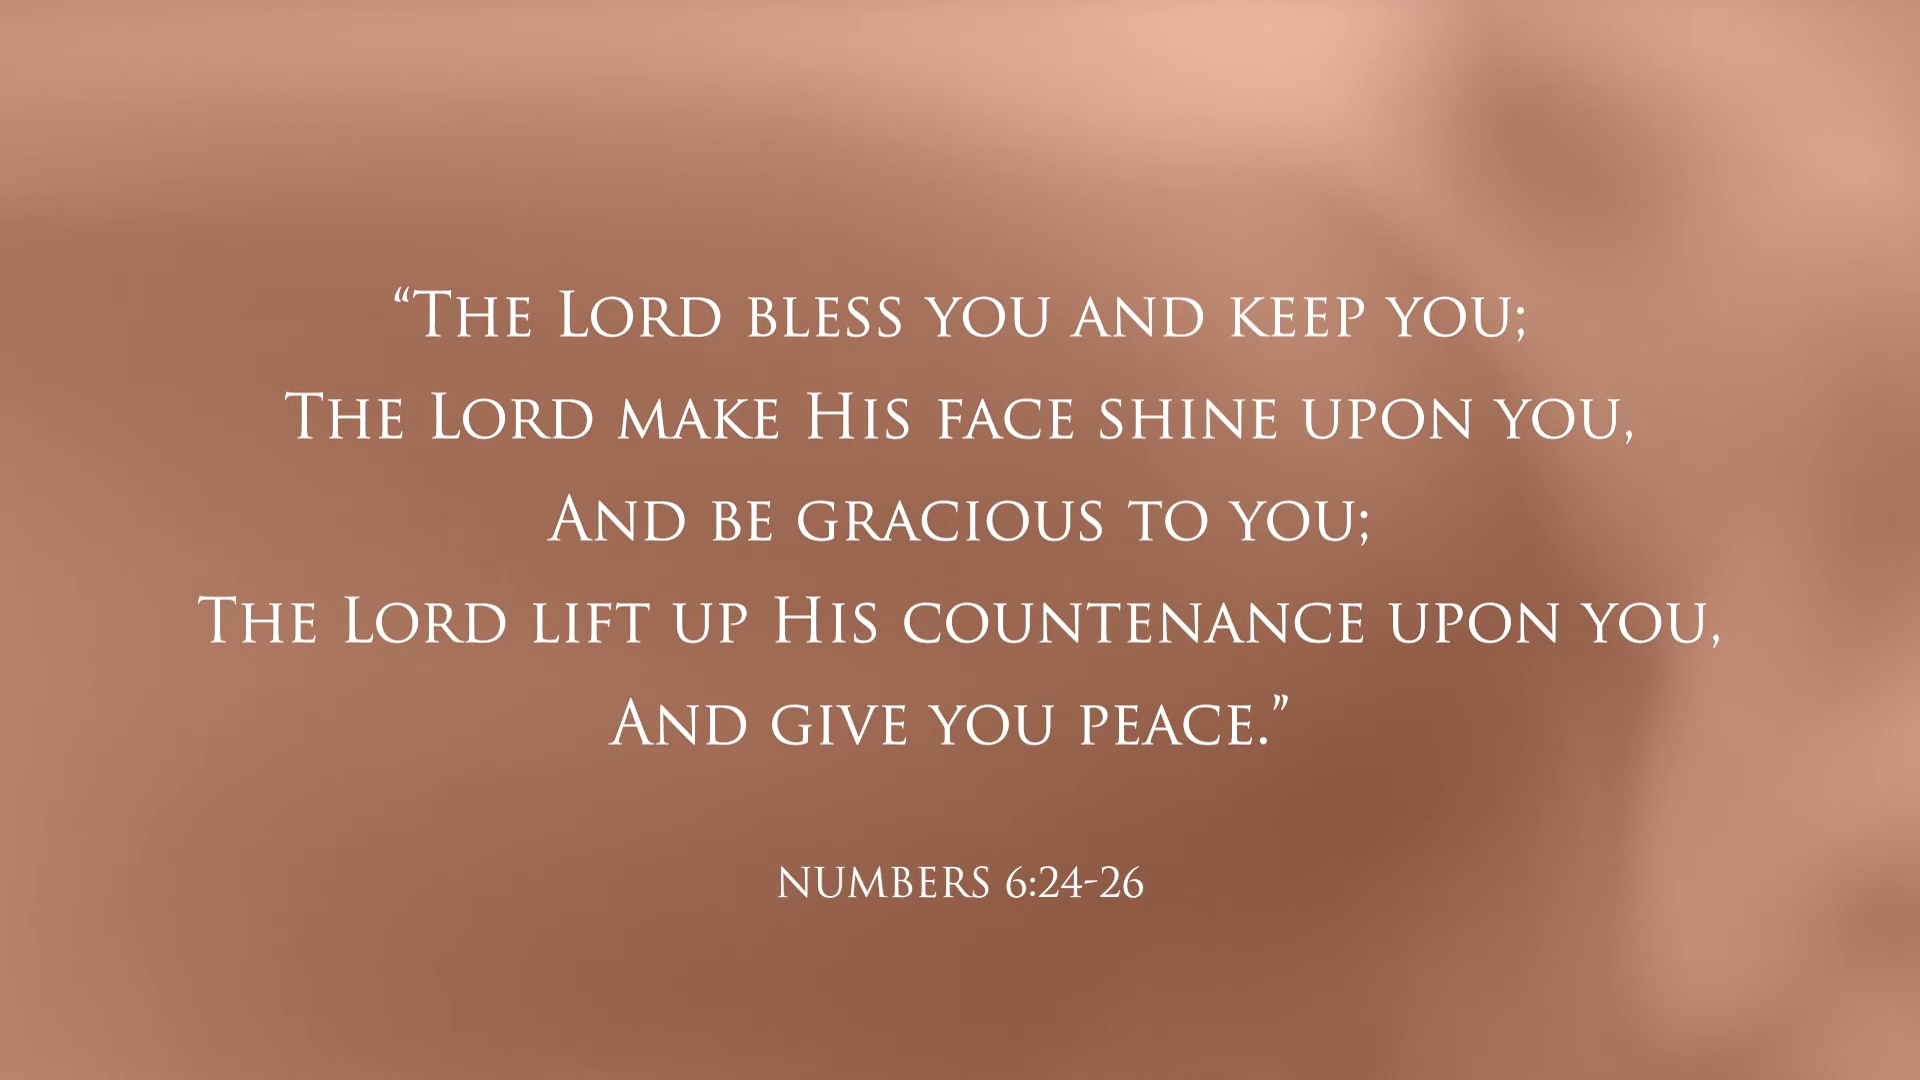 “The Lord bless you and keep you;
The Lord make His face shine upon you,
And be gracious to you;
The Lord lift up His countenance upon you,
And give you peace.”
NUMBERS 6:24-26